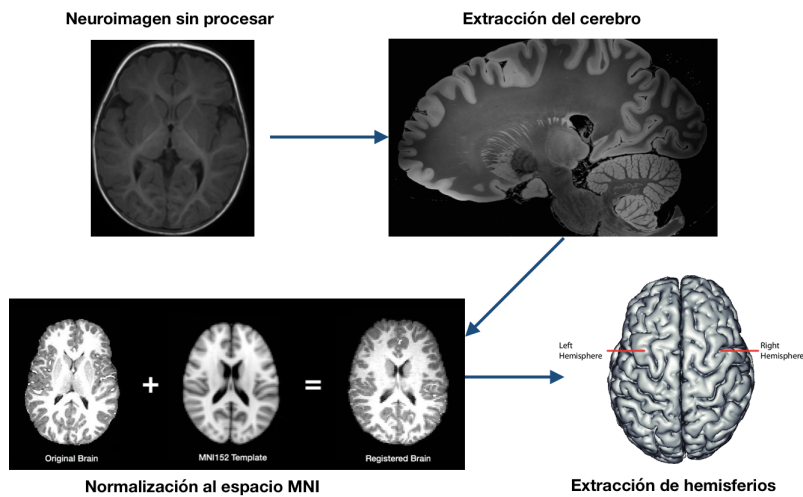 Neuroimagen sin procesar
Extracción del cerebro
Left
Hemisphere
Right
Hemisphere
+
=
Original Brain
MNI152 Template
Registered Brain
Normalización al espacio MNI
Extracción de hemisferios